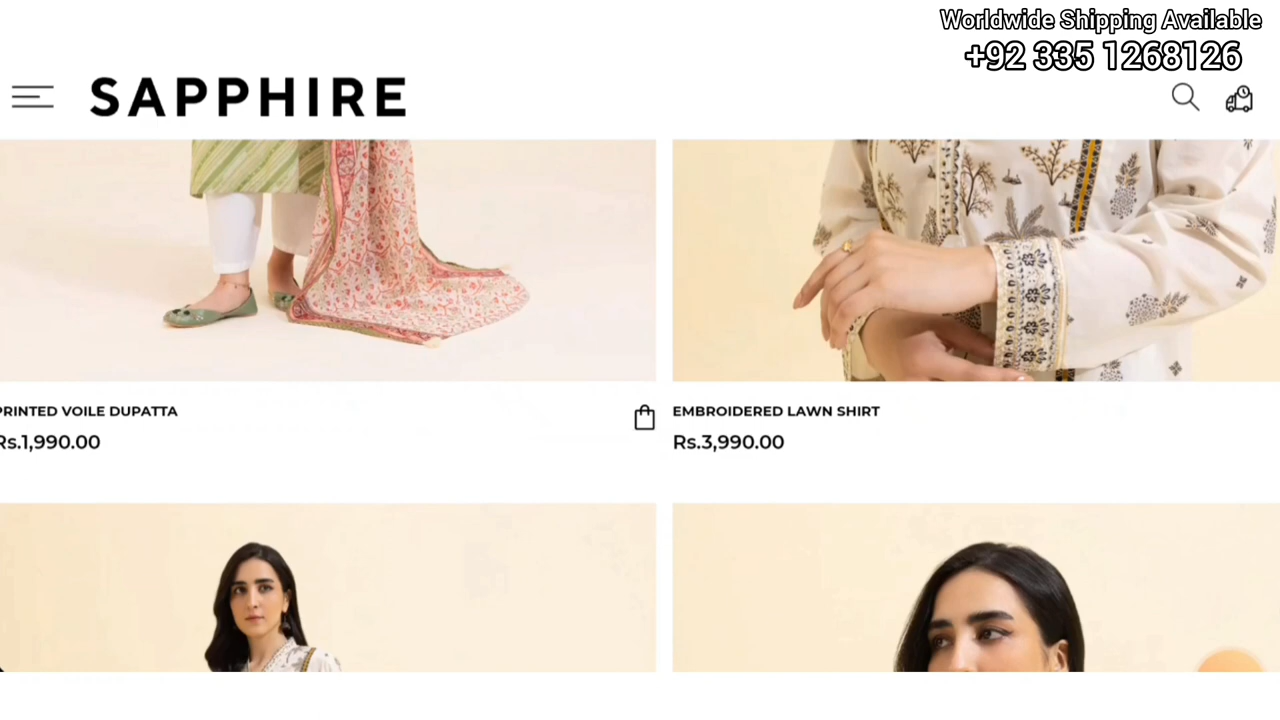 Worldwide Shipping Available
+92 335 1268126
SAPPHIRE
PRINTED VOILE DUPATTA
Rs.1,990.00
EMBROIDERED LAWN SHIRT
Rs.3,990.00